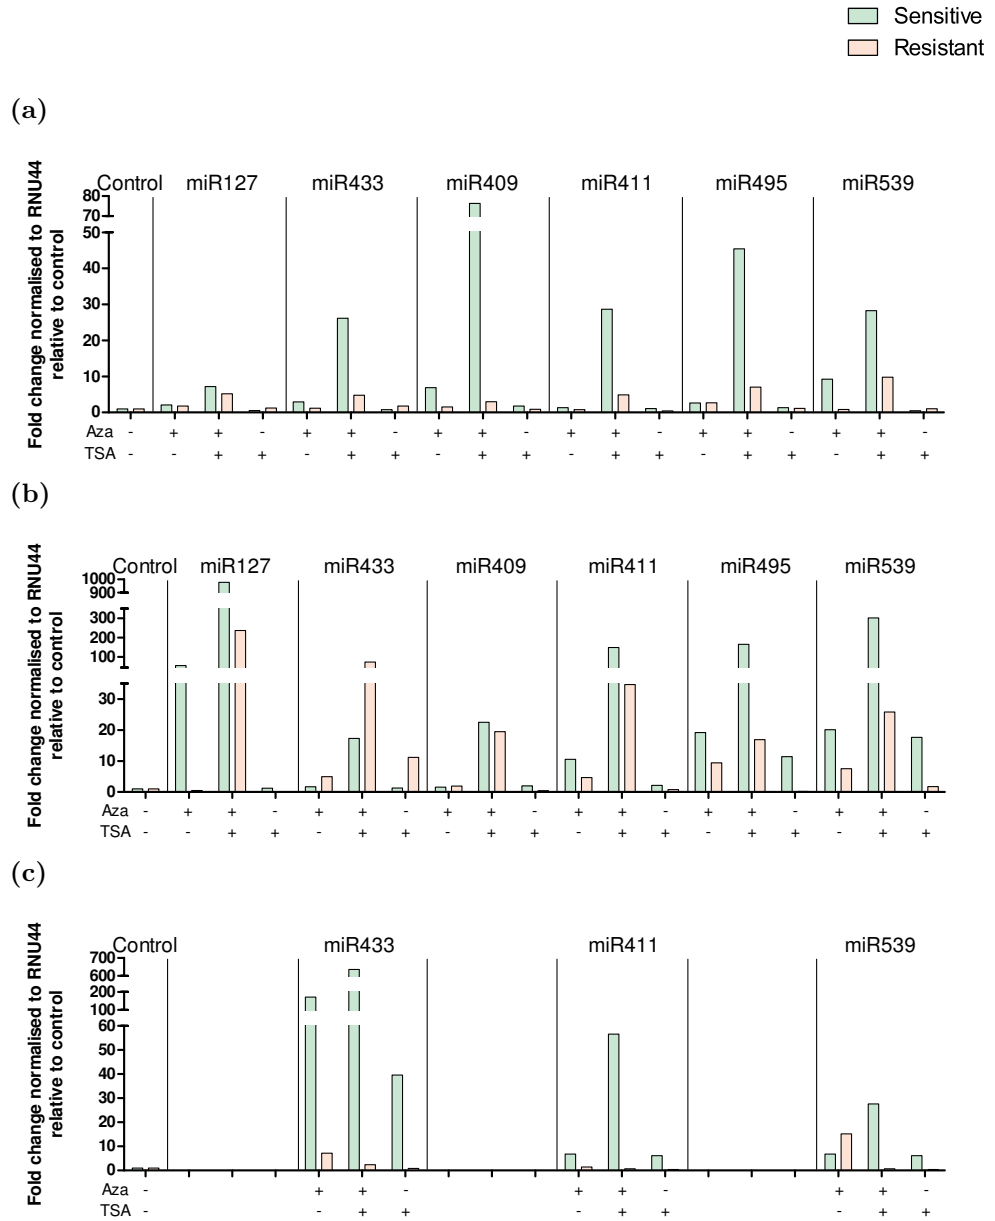 Sensitive
Resistant
(a)
Fold change normalised to RNU44
relative to control
Control miR127 miR433 miR409 miR411 miR495 miR539
80
70
50
40
30
20
10
0
Aza - + + - + + - + + - + + - + + - + + -
TSA - - + + - + + - + + - + + - + + - + +
(b)
Fold change normalised to RNU44
relative to control
Control miR127 miR433 miR409 miR411 miR495 miR539
1000
900
300
200
100
30
20
10
0
Aza - + + - + + - + + - + + - + + - + + -
TSA - - + + - + + - + + - + + - + + - + +
(c)
Fold change normalised to RNU44
relative to control
Control miR433 miR411 miR539
700
600
200
100
60
50
40
30
20
10
0
Aza - + + - + + - + + -
TSA - - + + - + + - + +